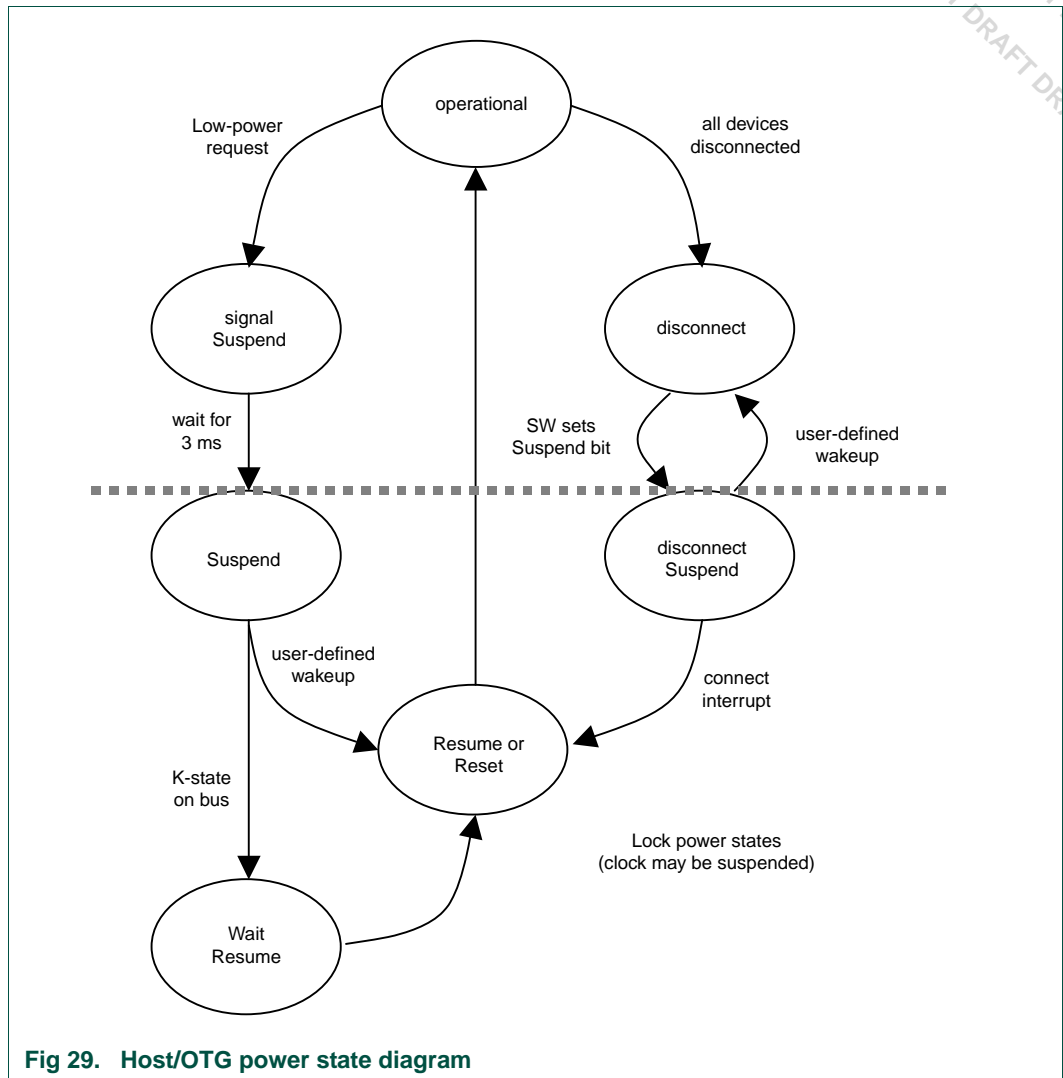 DRAFT DRA
operational
Low-power
request
all devices
disconnected
signal
Suspend
disconnect
wait for
3 ms
SW sets
Suspend bit
user-defined
wakeup
Suspend
disconnect
Suspend
user-defined
wakeup
connect
interrupt
Resume or
Reset
K-state
on bus
Lock power states
(clock may be suspended)
Wait
Resume
Fig 29. Host/OTG power state diagram